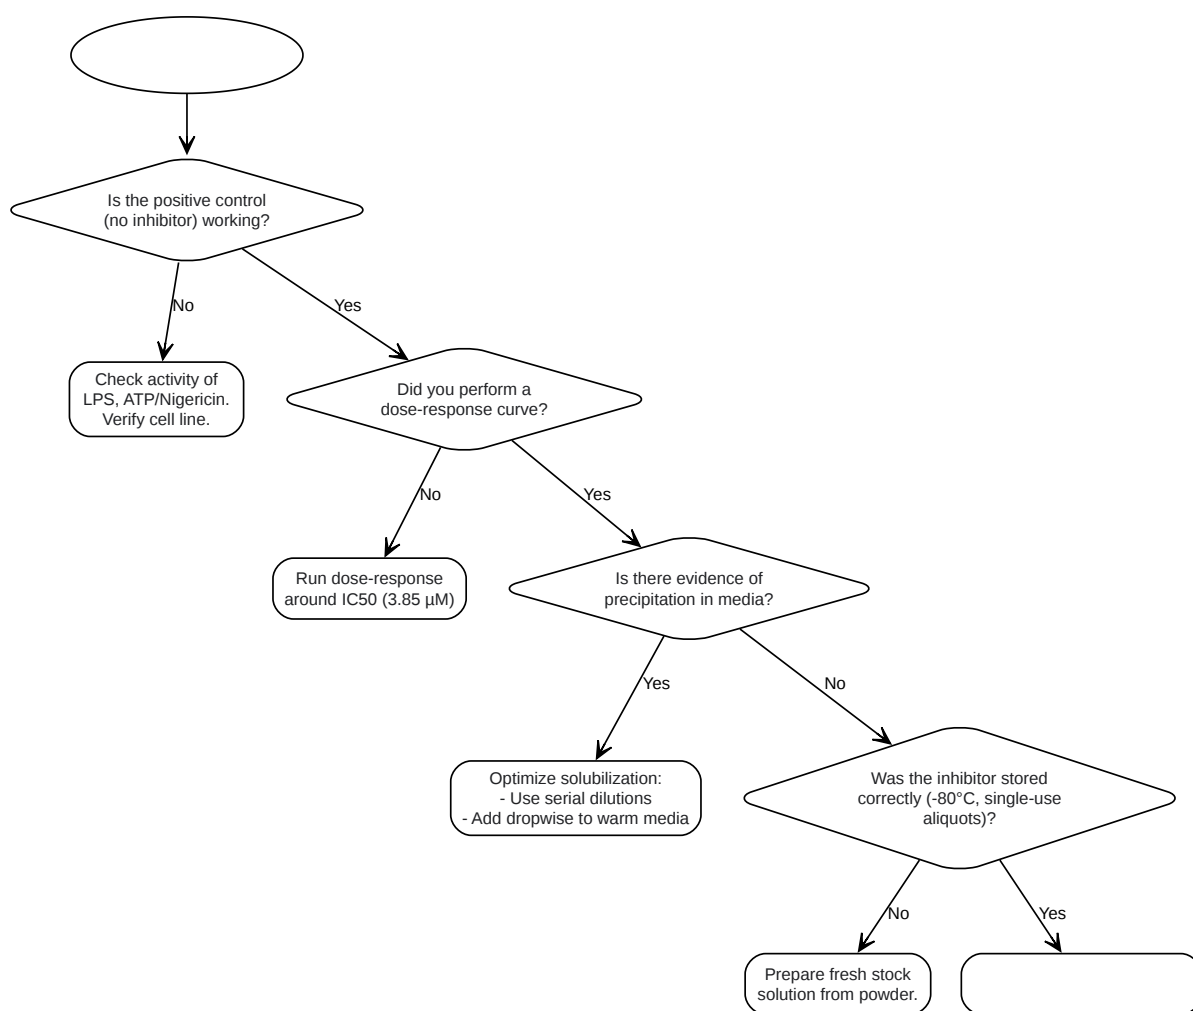 Is the positive control
(no inhibitor) working?
No
Yes
Check activity of
LPS, ATP/Nigericin.
Verify cell line.
Did you perform a
dose-response curve?
No
Yes
Run dose-response
around IC50 (3.85 µM)
Is there evidence of
precipitation in media?
Yes
No
Optimize solubilization:
- Use serial dilutions
- Add dropwise to warm media
Was the inhibitor stored
correctly (-80°C, single-use
aliquots)?
No
Yes
Prepare fresh stock
solution from powder.